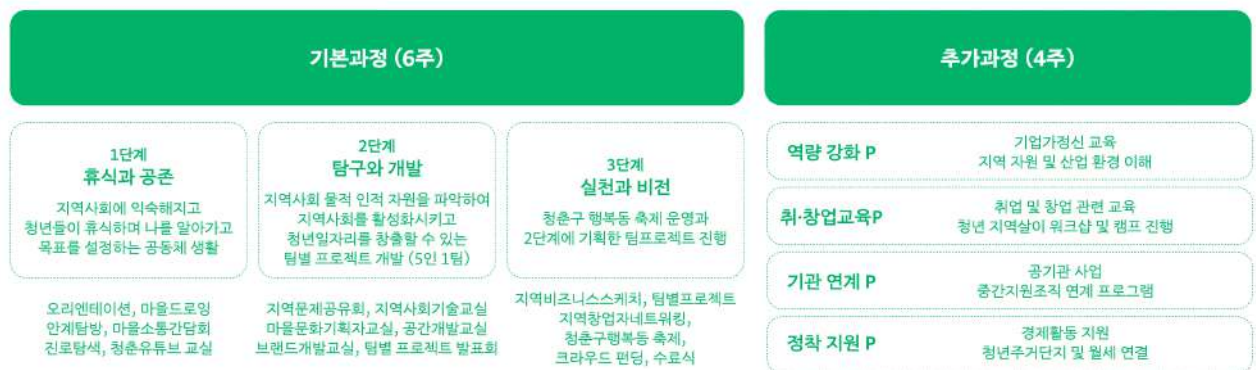 기본과정 (6주)
1단계
휴식과 공존
지역사회에 익숙해지고
청년들이 휴식하며 나를 알아가고
목표를 설정하는 공동체 생활
오리엔테이션, 마을드로잉
안계탐방, 마을소통간담회
진로탐색, 청춘유튜브 교실
2단계
탐구와 개발
지역사회 물적 인적 자원을 파악하여
지역사회를 활성화시키고
청년일자리를 창출할 수 있는
팀별 프로젝트 개발 (5인 1팀)
지역문제공유회, 지역사회기술교실
마을문화기획자교실, 공간개발교실
브랜드개발교실, 팀별 프로젝트 발표회
3단계
실천과 비전
청춘구 행복동 축제 운영과
2단계에 기획한 팀프로젝트 진행
지역비즈니스스케치, 팀별프로젝트
지역창업자네트워킹,
청춘구행복동 축제,
크라우드 펀딩, 수료식
추가과정 (4주)
역량 강화 P
기업가정신 교육
지역 자원 및 산업 환경 이해
취·창업교육P
취업 및 창업 관련 교육
청년 지역살이 워크샵 및 캠프 진행
기관 연계 P
공기관 사업
중간지원조직 연계 프로그램
정착 지원 P
경제활동 지원
청년주거단지 및 월세 연결